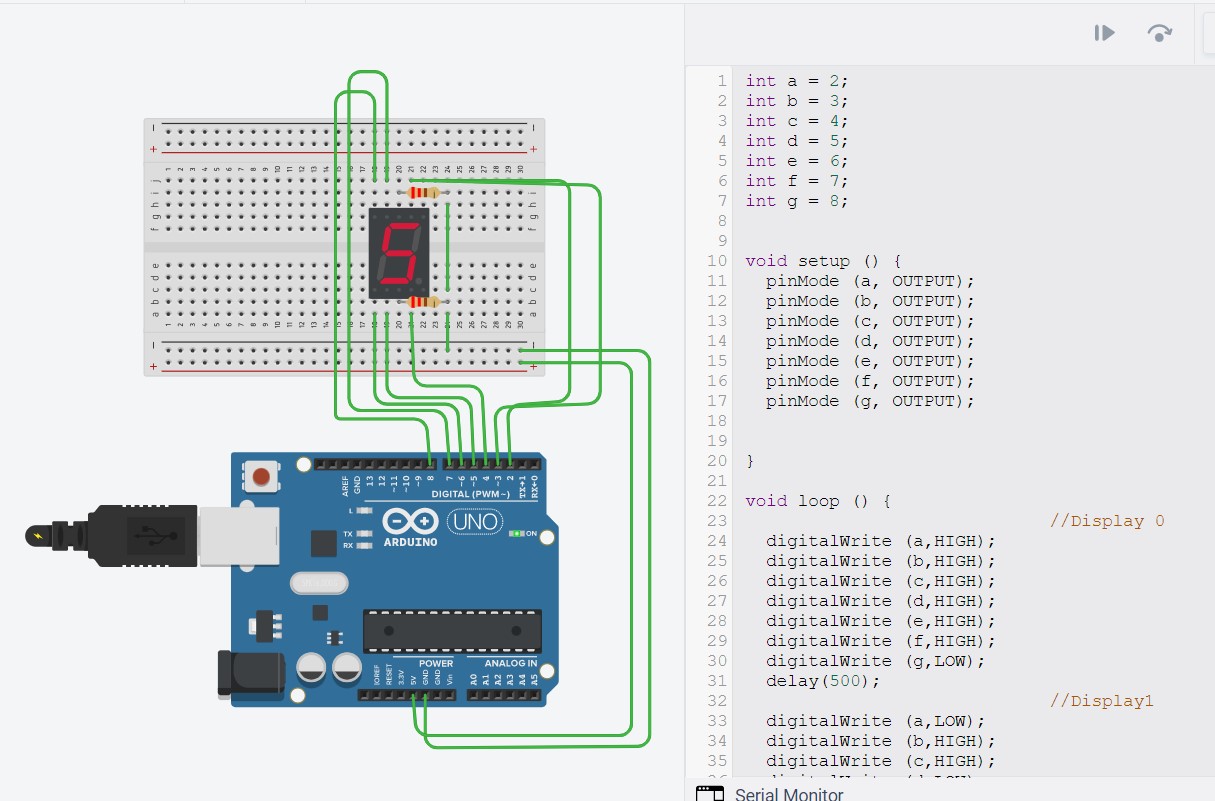 1 int a = 2;
2 int b = 3;
3 int c = 4;
4 int d = 5;
5 int e = 6;
6 int f = 7;
7 int g = 8;
8
9
10 void setup () {
11 pinMode (a, OUTPUT);
12 pinMode (b, OUTPUT);
13 pinMode (c, OUTPUT);
14 pinMode (d, OUTPUT);
15 pinMode (e, OUTPUT);
16 pinMode (f, OUTPUT);
17 pinMode (g, OUTPUT);
18
19
20 }
21
22 void loop () {
23 //Display 0
24 digitalWrite (a,HIGH);
25 digitalWrite (b,HIGH);
26 digitalWrite (c,HIGH);
27 digitalWrite (d,HIGH);
28 digitalWrite (e,HIGH);
29 digitalWrite (f,HIGH);
30 digitalWrite (g,LOW);
31 delay(500);
32 //Display1
33 digitalWrite (a,LOW);
34 digitalWrite (b,HIGH);
35 digitalWrite (c,HIGH);
Serial Monitor
5
AREF GND 13 12 ~11 ~10 ~9 8 7 ~6 ~5 4 ~3 2 TX→1 RX←0
DIGITAL (PWM~)
L
TX
RX
UNO
ON
ARDUINO
POWER ANALOG IN
IOREF RESET 3.3V 5V GND GND Vin A0 A1 A2 A3 A4 A5